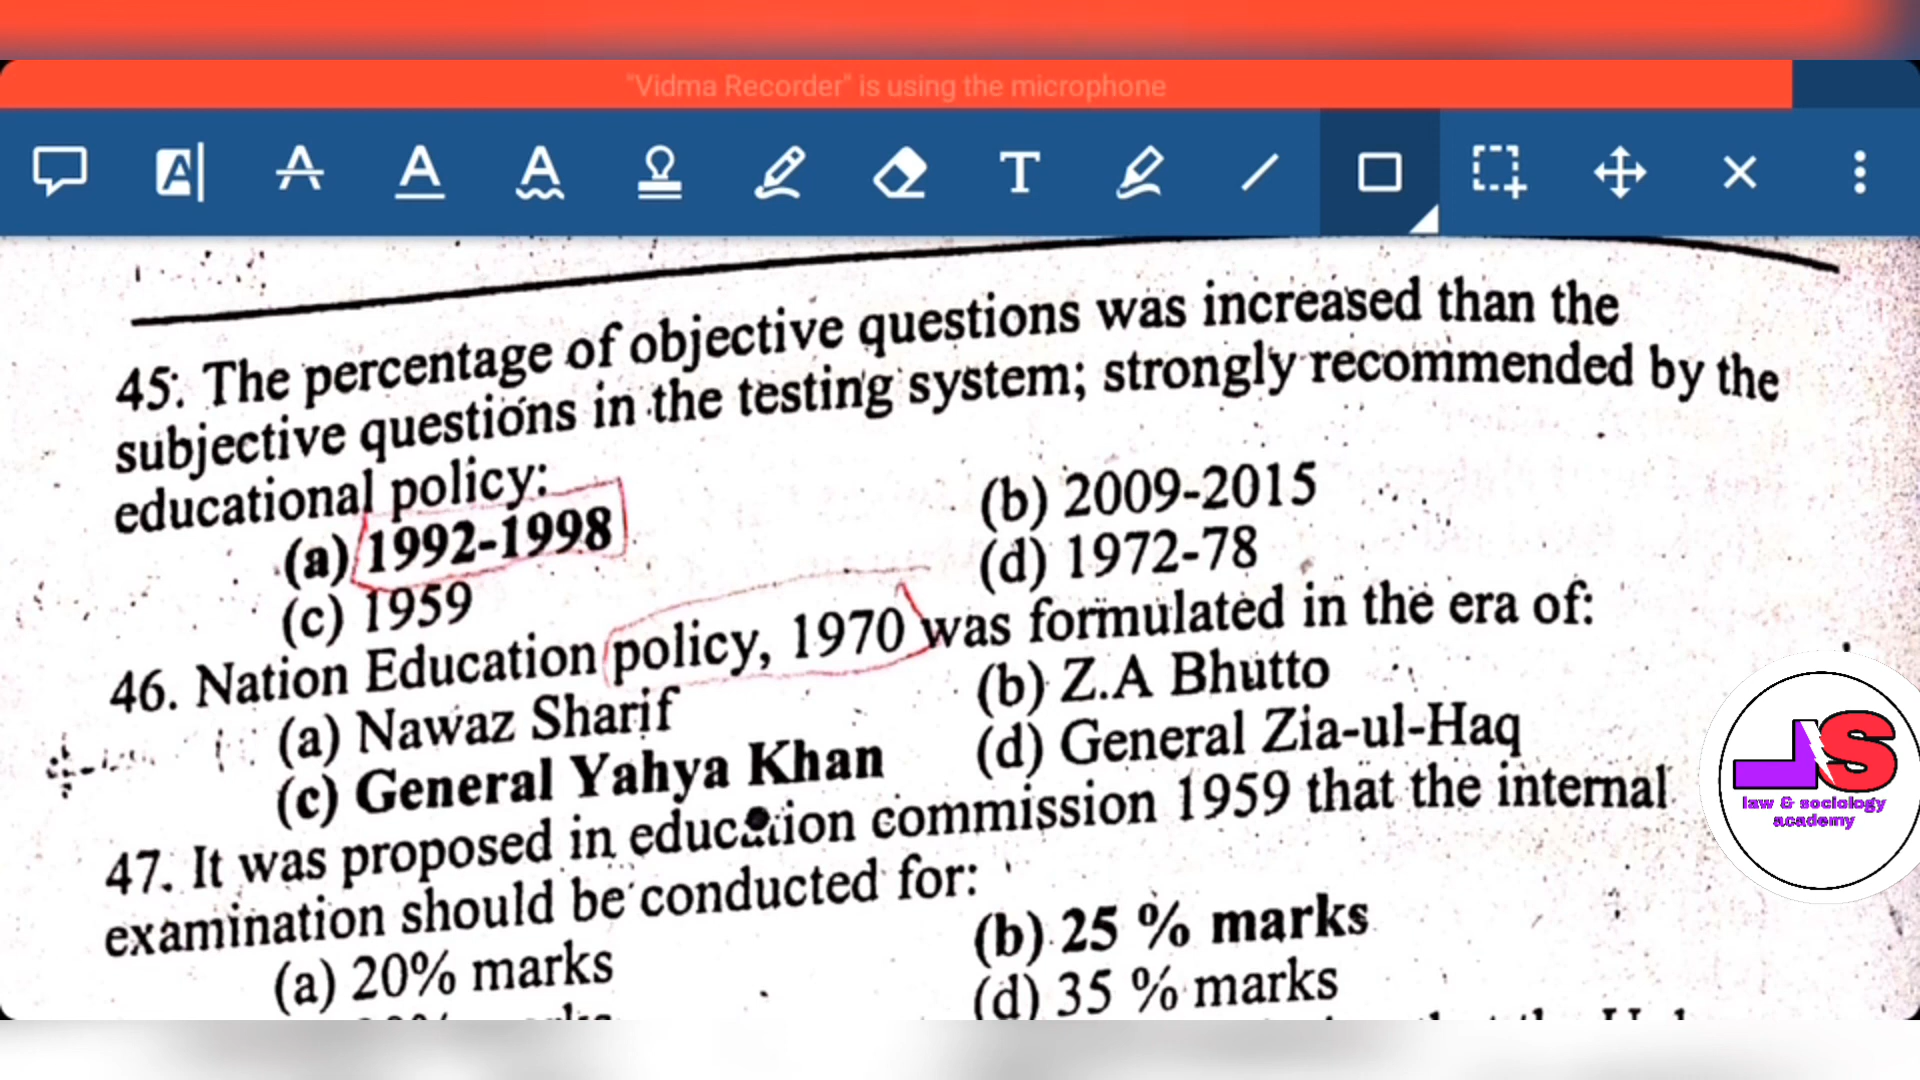 "Vidma Recorder" is using the microphone
A A A A T
45. The percentage of objective questions was increased than the
subjective questions in the testing system; strongly recommended by the
educational policy:
(a) 1992-1998 (b) 2009-2015
(c) 1959 (d) 1972-78
46. Nation Education policy, 1970 was formulated in the era of:
(a) Nawaz Sharif (b) Z.A Bhutto
(c) General Yahya Khan (d) General Zia-ul-Haq
47. It was proposed in education commission 1959 that the internal
examination should be conducted for:
(a) 20% marks (b) 25 % marks
(d) 35 % marks
LS
law & sociology
academy